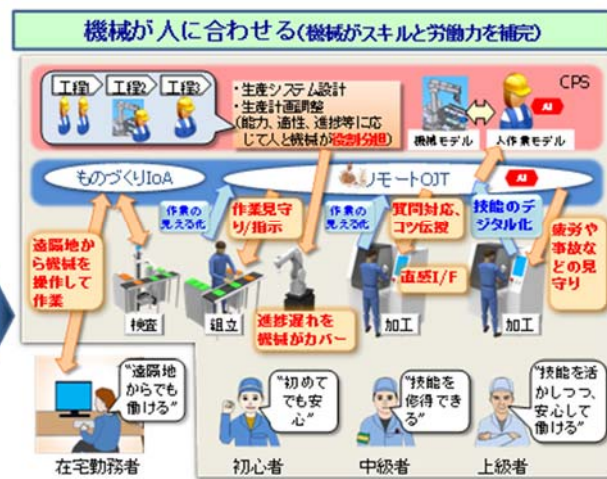 機械が人に合わせる(機械がスキルと労働力を補完)
工程1
工程2
工程3
・生産システム設計
・生産計画調整
(能力、適性、進捗等に応
じて人と機械が役割分担)
CPS
AI
機械モデル
人作業モデル
ものづくりIoA
リモートOJT
AI
作業の
見える化
作業見守
り/指示
作業の
見える化
質問対応、
コツ伝授
技能のデ
ジタル化
疲労や
事故な
どの見
守り
遠隔地か
ら機械を
操作して
作業
直感I/F
検査
組立
進捗遅れを
機械がカバー
加工
加工
"遠隔地
からでも
働ける"
"初めて
でも安
心"
"技能を
修得でき
る"
"技能を活
かしつつ、
安心して
働ける"
在宅勤務者
初心者
中級者
上級者